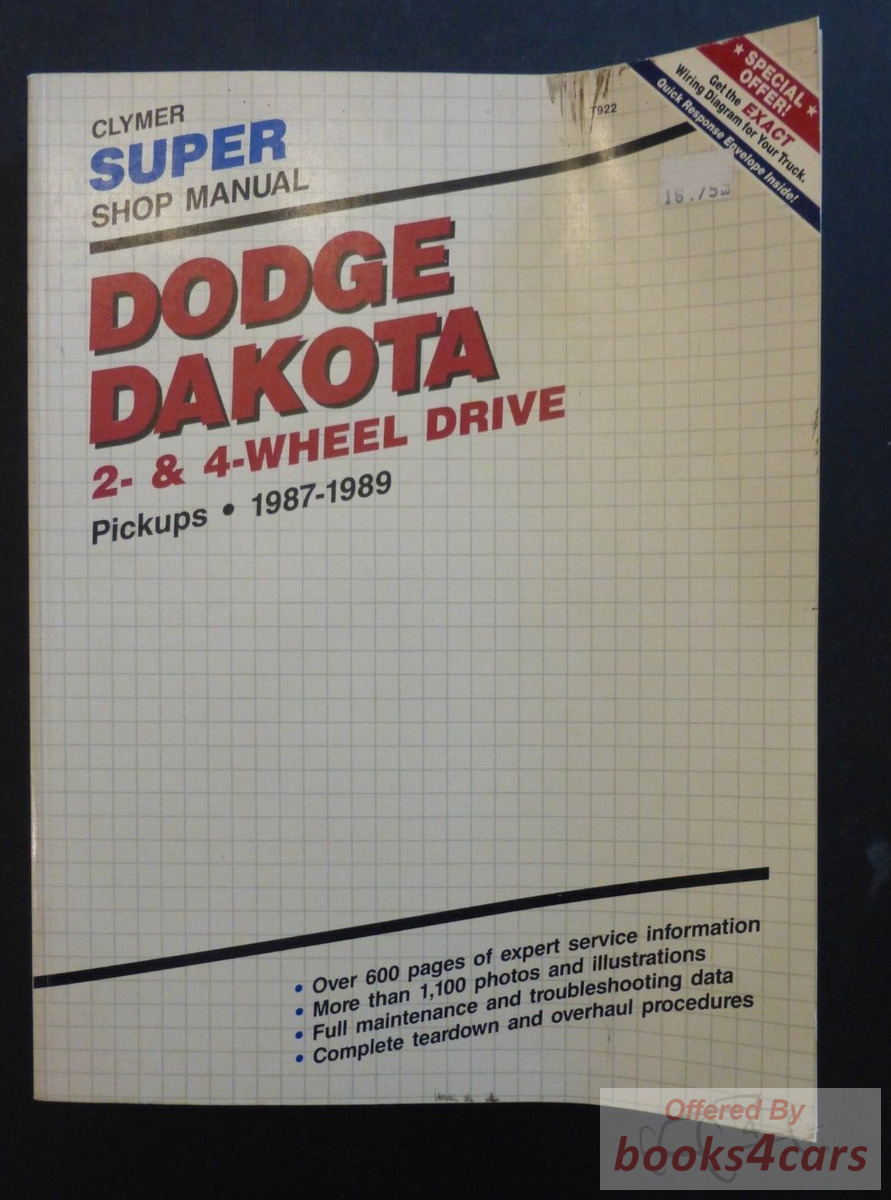 CLYMER
SUPER
SHOP MANUAL
T922
★ SPECIAL ★
OFFER!
Get the EXACT
Wiring Diagram for Your Truck.
Quick Response Envelope Inside!
16.75
DODGE
DAKOTA
2- & 4-WHEEL DRIVE
Pickups • 1987-1989
• Over 600 pages of expert service information
• More than 1,100 photos and illustrations
• Full maintenance and troubleshooting data
• Complete teardown and overhaul procedures
Offered By
books4cars